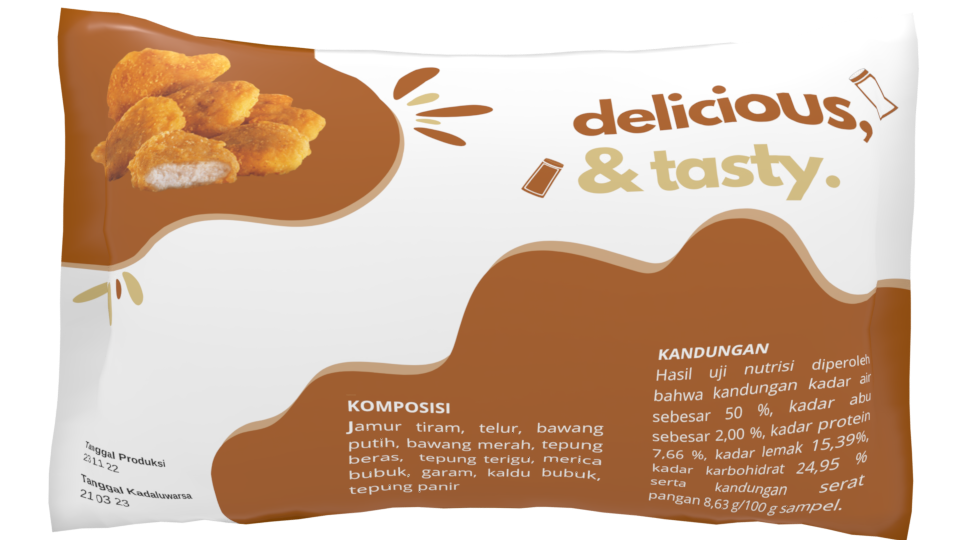 delicious,
& tasty.
KANDUNGAN
Hasil uji nutrisi diperoleh
bahwa kandungan kadar air
sebesar 50 %, kadar abu
sebesar 2,00 %, kadar protein
7,66 %, kadar lemak 15,39%,
kadar karbohidrat 24,95 %
serta kandungan serat
pangan 8,63 g/100 g sampel.
KOMPOSISI
Jamur tiram, telur, bawang
putih, bawang merah, tepung
beras, tepung terigu, merica
bubuk, garam, kaldu bubuk,
tepung panir
Tanggal Produksi
23 11 22
Tanggal Kadaluwarsa
21 03 23